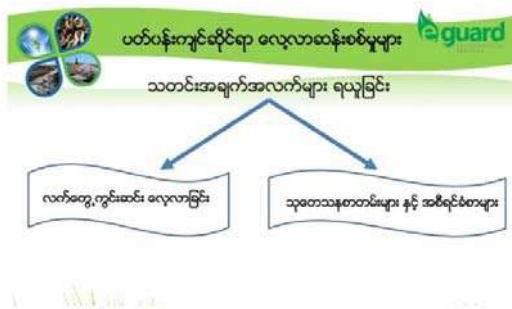 ပတ်ဝန်းကျင်ဆိုင်ရာ လေ့လာဆန်းစစ်မှုများ
eguard
သတင်းအချက်အလက်များ ရယူခြင်း
လက်တွေ့ကွင်းဆင်း လေ့လာခြင်း
သုတေသနစာတမ်းများ နှင့် အစီရင်ခံစာများ